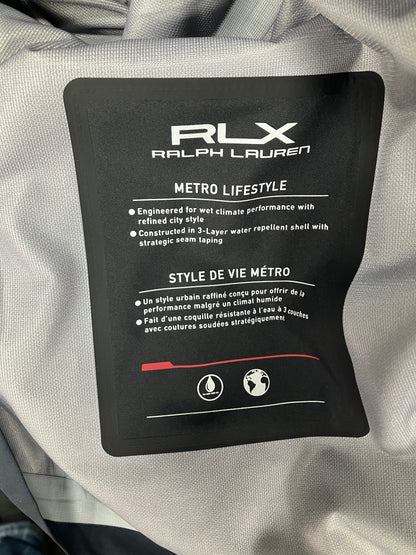 RLX
RALPH LAUREN
METRO LIFESTYLE
● Engineered for wet climate performance with
refined city style
● Constructed in 3-Layer water repellent shell with
strategic seam taping
STYLE DE VIE MÉTRO
● Un style urbain raffiné conçu pour offrir de la
performance malgré un climat humide
● Fait d'une coquille résistante à l'eau à 3 couches
avec coutures soudées stratégiquement